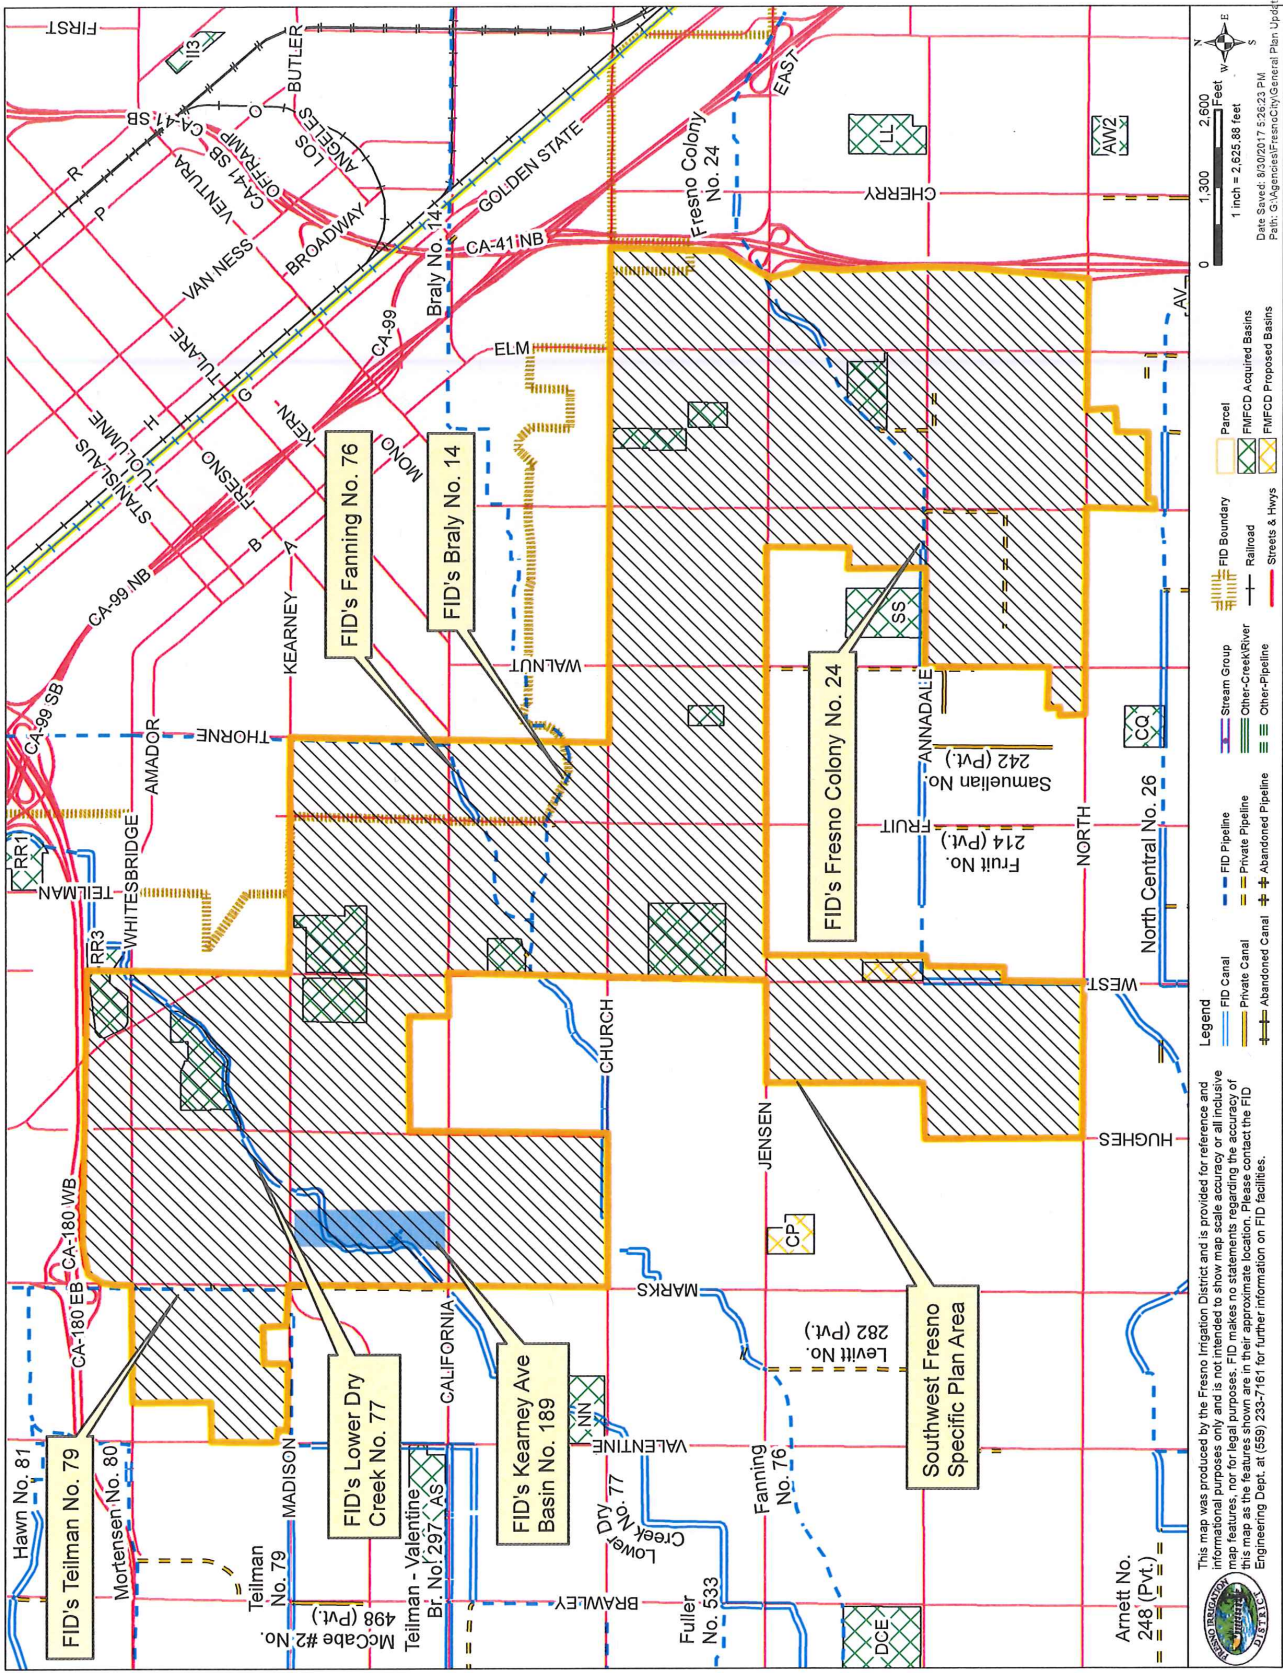 FIRST
II3
BUTLER
CA-41 SB
O
LOS
ANGELES
R
P
VENTURA
CA-41 SB
OFFRAMP
VAN NESS
BROADWAY
GOLDEN STATE
EAST
CA-41 NB
Braly No. 14
Fresno Colony
No. 24
LL
AW2
CHERRY
TULARE
H
G
TUOLUMNE
STANISLAUS
FRESNO
KERN
CA-99
ELM
MONO
B
A
CA-99 NB
KEARNEY
FID's Fanning No. 76
FID's Braly No. 14
AV
WALNUT
SS
CA-99 SB
AMADOR
THORNE
FID's Fresno Colony No. 24
ANNADALE
Samuelian No.
242 (Pvt.)
CQ
RR1
TEILMAN
WHITESBRIDGE
FRUIT
Fruit No.
214 (Pvt.)
NORTH
North Central No. 26
RR3
WEST
CHURCH
JENSEN
HUGHES
CA-180 WB
CA-180 EB
CP
MARKS
CALIFORNIA
Levitt No.
282 (Pvt.)
Southwest Fresno
Specific Plan Area
FID's Lower Dry
Creek No. 77
FID's Kearney Ave
Basin No. 189
NN
VALENTINE
Hawn No. 81
FID's Teilman No. 79
Mortensen No. 80
MADISON
Teilman
No. 79
McCabe #2 No.
498 (Pvt.)
Teilman - Valentine
Br. No. 297
AS
Lower Dry
Creek No. 77
Fanning
No. 76
BRAWLEY
Fuller
No. 533
DCE
Arnett No.
248 (Pvt.)
FRESNO IRRIGATION
DISTRICT
This map was produced by the Fresno Irrigation District and is provided for reference and
informational purposes only and is not intended to show map scale accuracy or all inclusive
map features, nor for legal purposes. FID makes no statements regarding the accuracy of
this map as the features shown are in their approximate location. Please contact the FID
Engineering Dept. at (559) 233-7161 for further information on FID facilities.
Legend
FID Canal
Private Canal
Abandoned Canal
FID Pipeline
Private Pipeline
Abandoned Pipeline
Stream Group
Other-Creek\River
Other-Pipeline
FID Boundary
Railroad
Streets & Hwys
Parcel
FMFCD Acquired Basins
FMFCD Proposed Basins
0 1,300 2,600
Feet
1 inch = 2,625.88 feet
N
E
S
W
Date Saved: 8/30/2017 5:26:23 PM
Path: G:\Agencies\FresnoCity\General Plan Updat